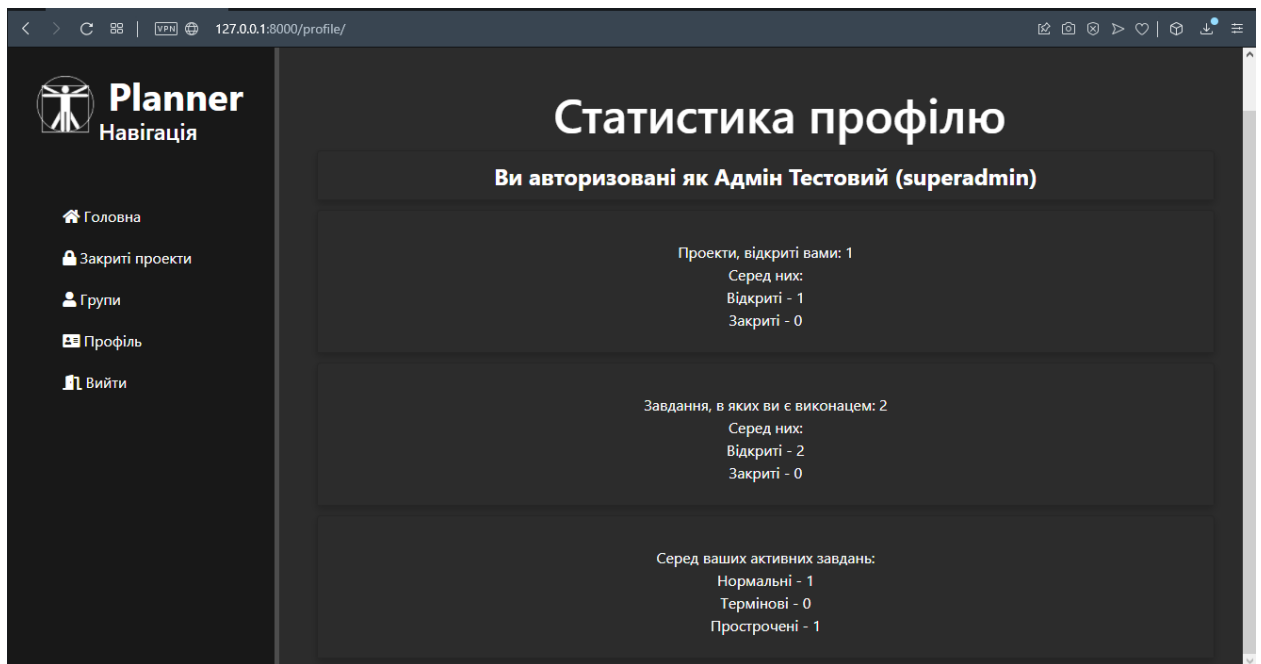 VPN 127.0.0.1:8000/profile/
Planner
Навігація
Головна
Закриті проекти
Групи
Профіль
Вийти
Статистика профілю
Ви авторизовані як Адмін Тестовий (superadmin)
Проекти, відкриті вами: 1
Серед них:
Відкриті - 1
Закриті - 0
Завдання, в яких ви є виконацем: 2
Серед них:
Відкриті - 2
Закриті - 0
Серед ваших активних завдань:
Нормальні - 1
Термінові - 0
Прострочені - 1